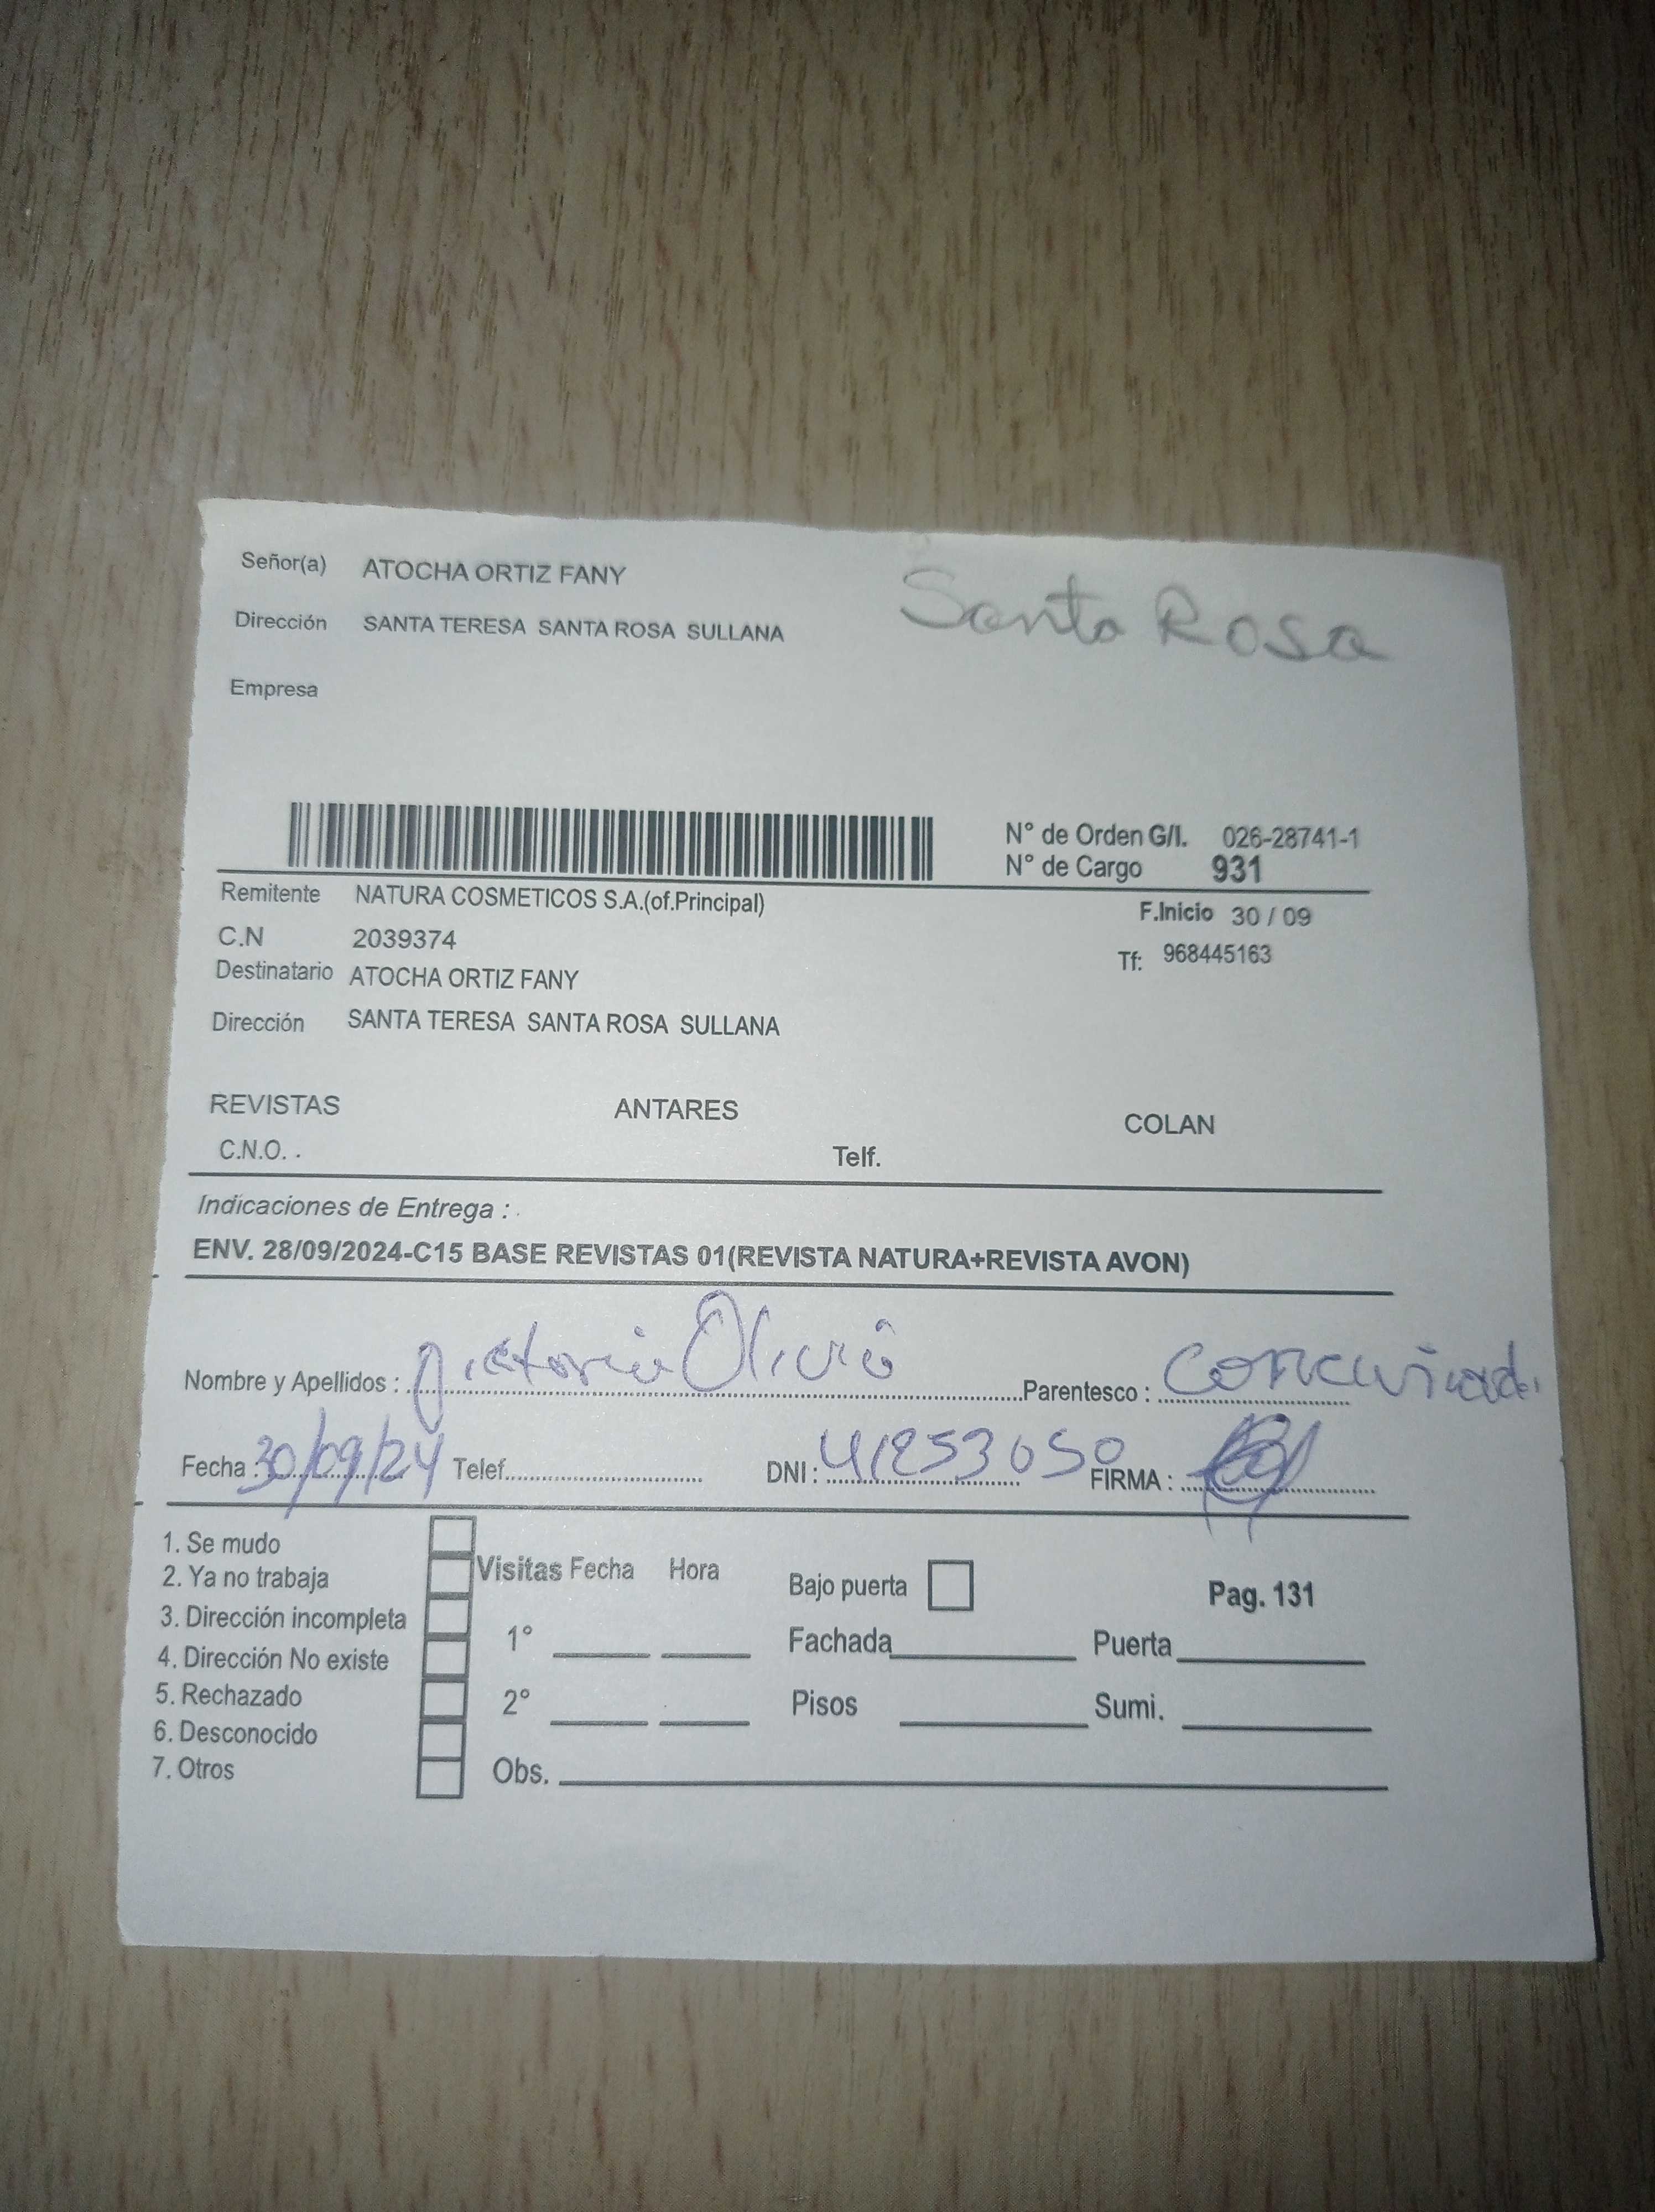 Señor(a) ATOCHA ORTIZ FANY
Dirección SANTA TERESA SANTA ROSA SULLANA
Santa Rosa
Empresa
N° de Orden G/I. 026-28741-1
N° de Cargo 931
Remitente NATURA COSMETICOS S.A.(of.Principal)
F.Inicio 30 / 09
C.N 2039374
Tf: 968445163
Destinatario ATOCHA ORTIZ FANY
Dirección SANTA TERESA SANTA ROSA SULLANA
REVISTAS ANTARES COLAN
C.N.O. . Telf.
Indicaciones de Entrega : .
ENV. 28/09/2024-C15 BASE REVISTAS 01(REVISTA NATURA+REVISTA AVON)
Nombre y Apellidos : Parentesco :
Fecha : 30/09/24 Telef. DNI : 41253050 FIRMA :
1. Se mudo
2. Ya no trabaja
3. Dirección incompleta
4. Dirección No existe
5. Rechazado
6. Desconocido
7. Otros
Visitas Fecha Hora
1°
2°
Obs.
Bajo puerta
Pag. 131
Fachada Puerta
Pisos Sumi.